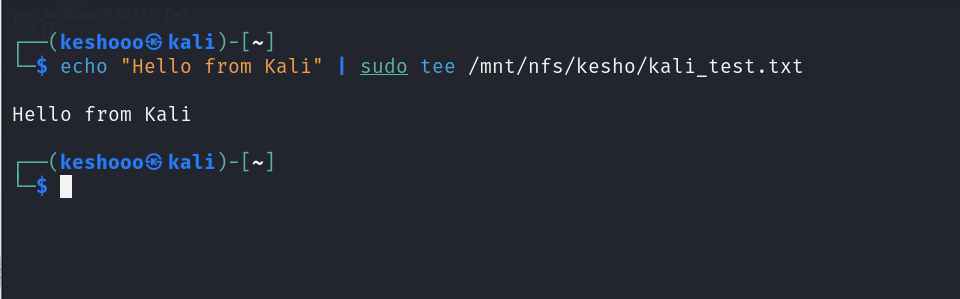 ┌──(keshooo㉿kali)-[~]
└─$ echo "Hello from Kali" | sudo tee /mnt/nfs/kesho/kali_test.txt
Hello from Kali
┌──(keshooo㉿kali)-[~]
└─$